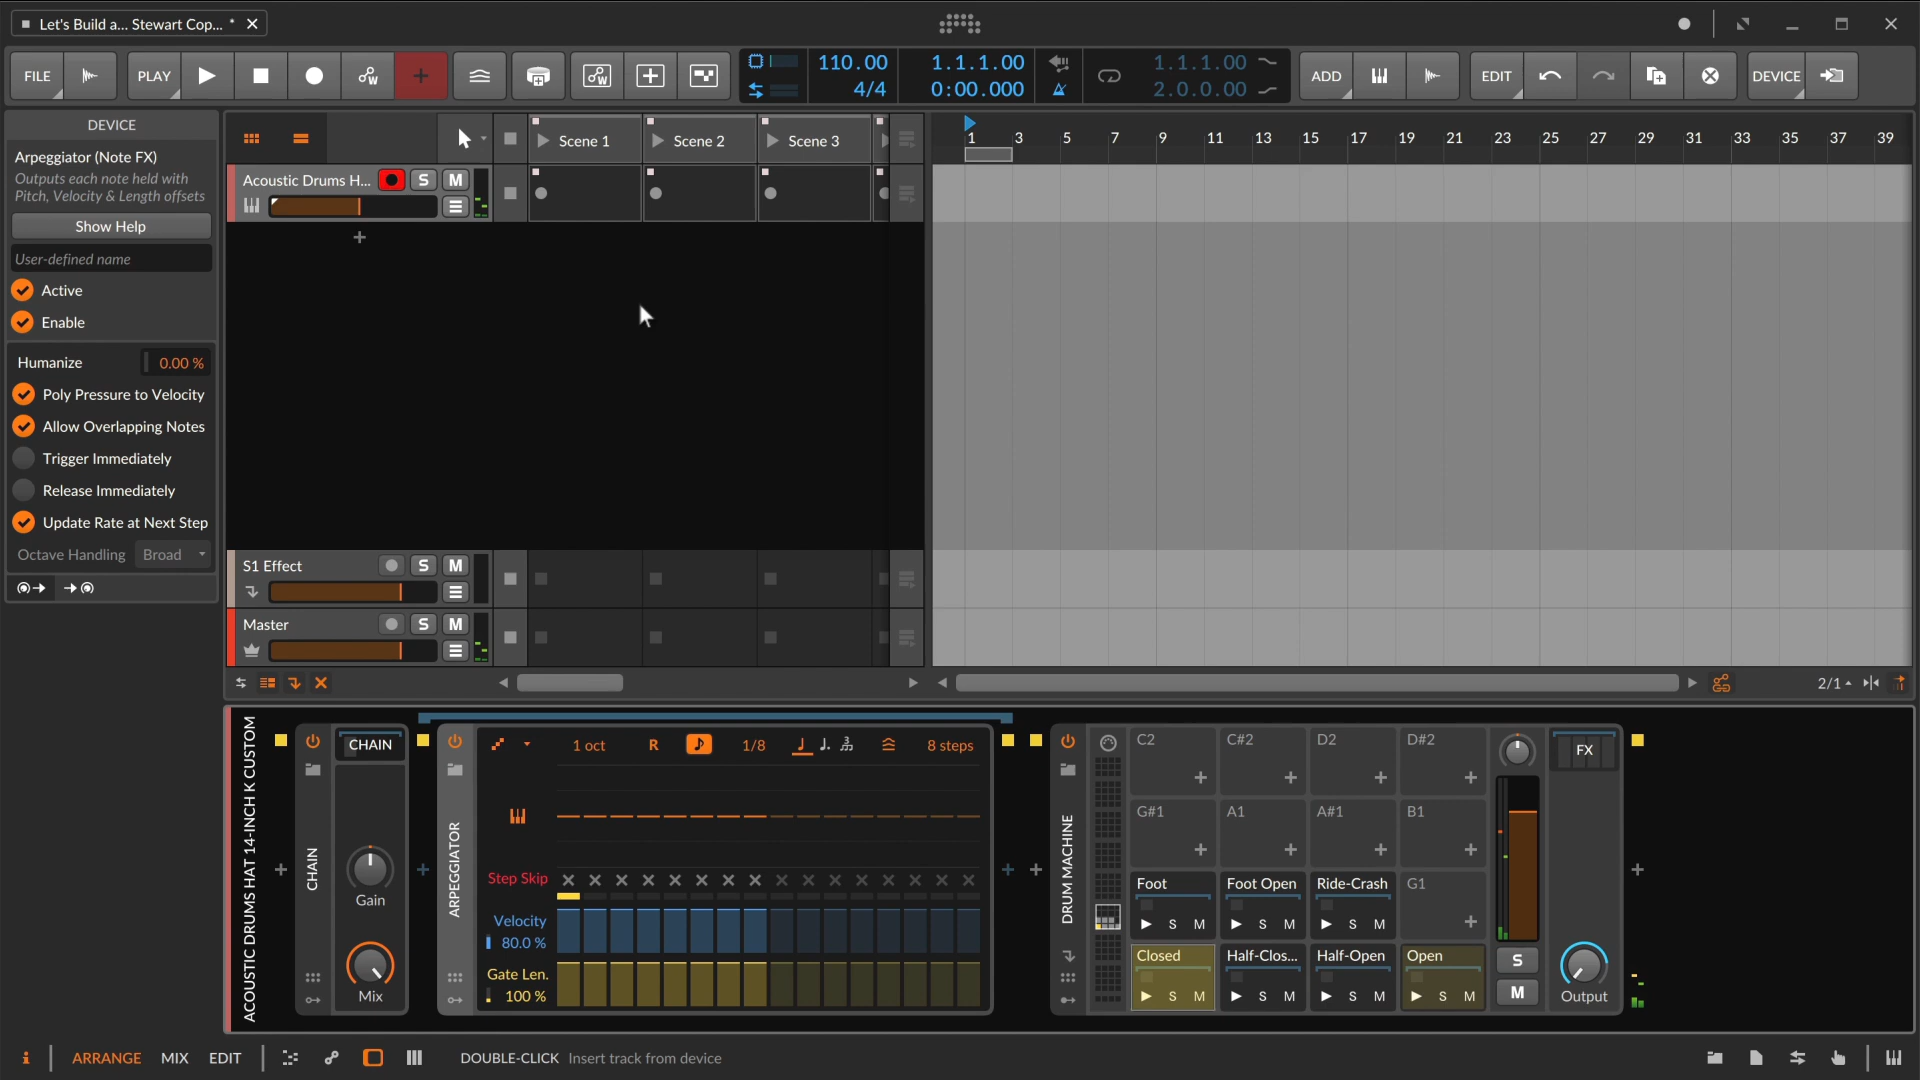 Let's Build a... Stewart Cop... *
FILE
PLAY
110.00
4/4
1.1.1.00
0:00.000
1.1.1.00
2.0.0.00
ADD
EDIT
DEVICE
DEVICE
Arpeggiator (Note FX)
Outputs each note held with
Pitch, Velocity & Length offsets
Show Help
User-defined name
Active
Enable
Humanize 0.00 %
Poly Pressure to Velocity
Allow Overlapping Notes
Trigger Immediately
Release Immediately
Update Rate at Next Step
Octave Handling Broad
Scene 1
Scene 2
Scene 3
1 3 5 7 9 11 13 15 17 19 21 23 25 27 29 31 33 35 37 39
Acoustic Drums H... S M
S1 Effect S M
Master S M
2/1
ACOUSTIC DRUMS HAT 14-INCH K CUSTOM
CHAIN
CHAIN
Gain
Mix
ARPEGGIATOR
1 oct R 1/8 3 8 steps
Step Skip
Velocity
80.0 %
Gate Len.
100 %
DRUM MACHINE
C2 C#2 D2 D#2
G#1 A1 A#1 B1
Foot Foot Open Ride-Crash G1
S M S M S M
Closed Half-Clos... Half-Open Open
S M S M S M S M
S
M
FX
Output
i ARRANGE MIX EDIT
DOUBLE-CLICK Insert track from device